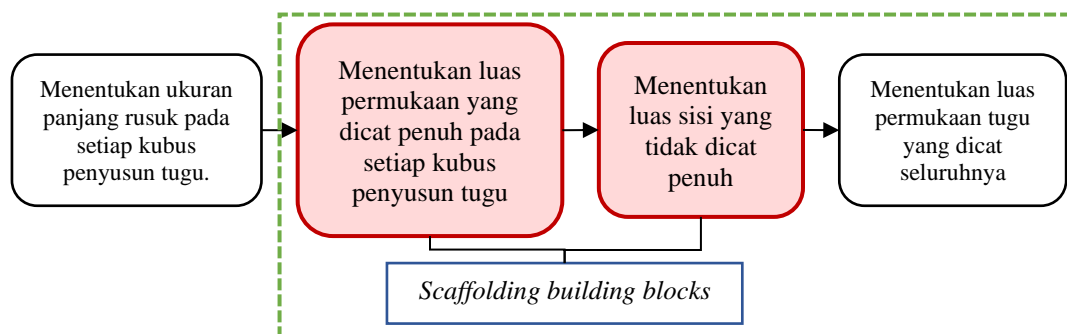 Menentukan ukuran
panjang rusuk pada
setiap kubus
penyusun tugu.
Menentukan luas
permukaan yang
dicat penuh pada
setiap kubus
penyusun tugu
Menentukan
luas sisi yang
tidak dicat
penuh
Menentukan luas
permukaan tugu
yang dicat
seluruhnya
Scaffolding building blocks